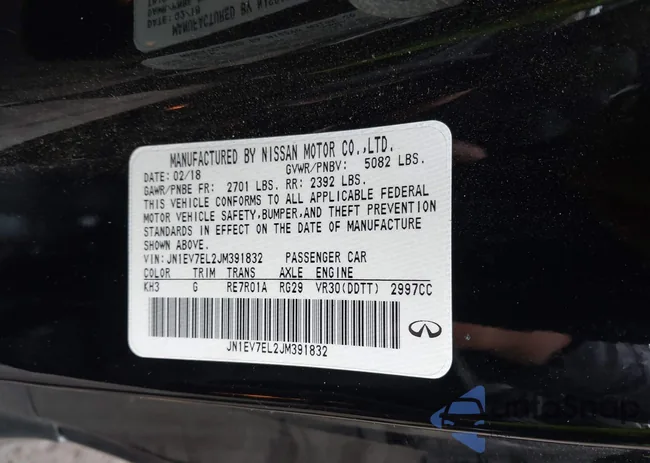 MANUFACTURED BY NISSAN MOTOR CO.,LTD.
DATE: 02/18 GVWR/PNBV: 5082 LBS.
GAWR/PNBE FR: 2701 LBS. RR: 2392 LBS.
THIS VEHICLE CONFORMS TO ALL APPLICABLE FEDERAL
MOTOR VEHICLE SAFETY,BUMPER,AND THEFT PREVENTION
STANDARDS IN EFFECT ON THE DATE OF MANUFACTURE
SHOWN ABOVE.
VIN: JN1EV7EL2JM391832 PASSENGER CAR
COLOR TRIM TRANS AXLE ENGINE
KH3 G RE7R01A RG29 VR30(DDTT) 2997CC
JN1EV7EL2JM391832
AutoSnap